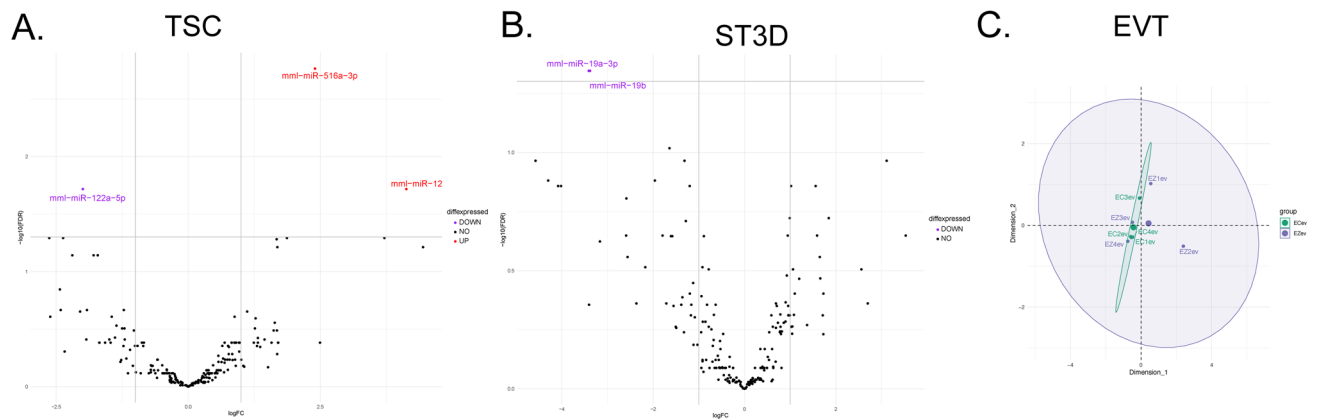 A.
TSC
mml-miR-516a-3p
mml-miR-12
mml-miR-122a-5p
-log10(FDR)
2
1
0
-2.5
0.0
2.5
logFC
diffexpressed
DOWN
NO
UP
B.
ST3D
mml-miR-19a-3p
mml-miR-19b
-log10(FDR)
1.0
0.5
0.0
-4
-2
0
2
logFC
diffexpressed
DOWN
NO
C.
EVT
Dimension_2
2
0
-2
EZ1ev
EC3ev
EZ3ev
EC2ev
EC4ev
EZ4ev
EC1ev
EZ2ev
-4
0
4
Dimension_1
group
ECev
EZev